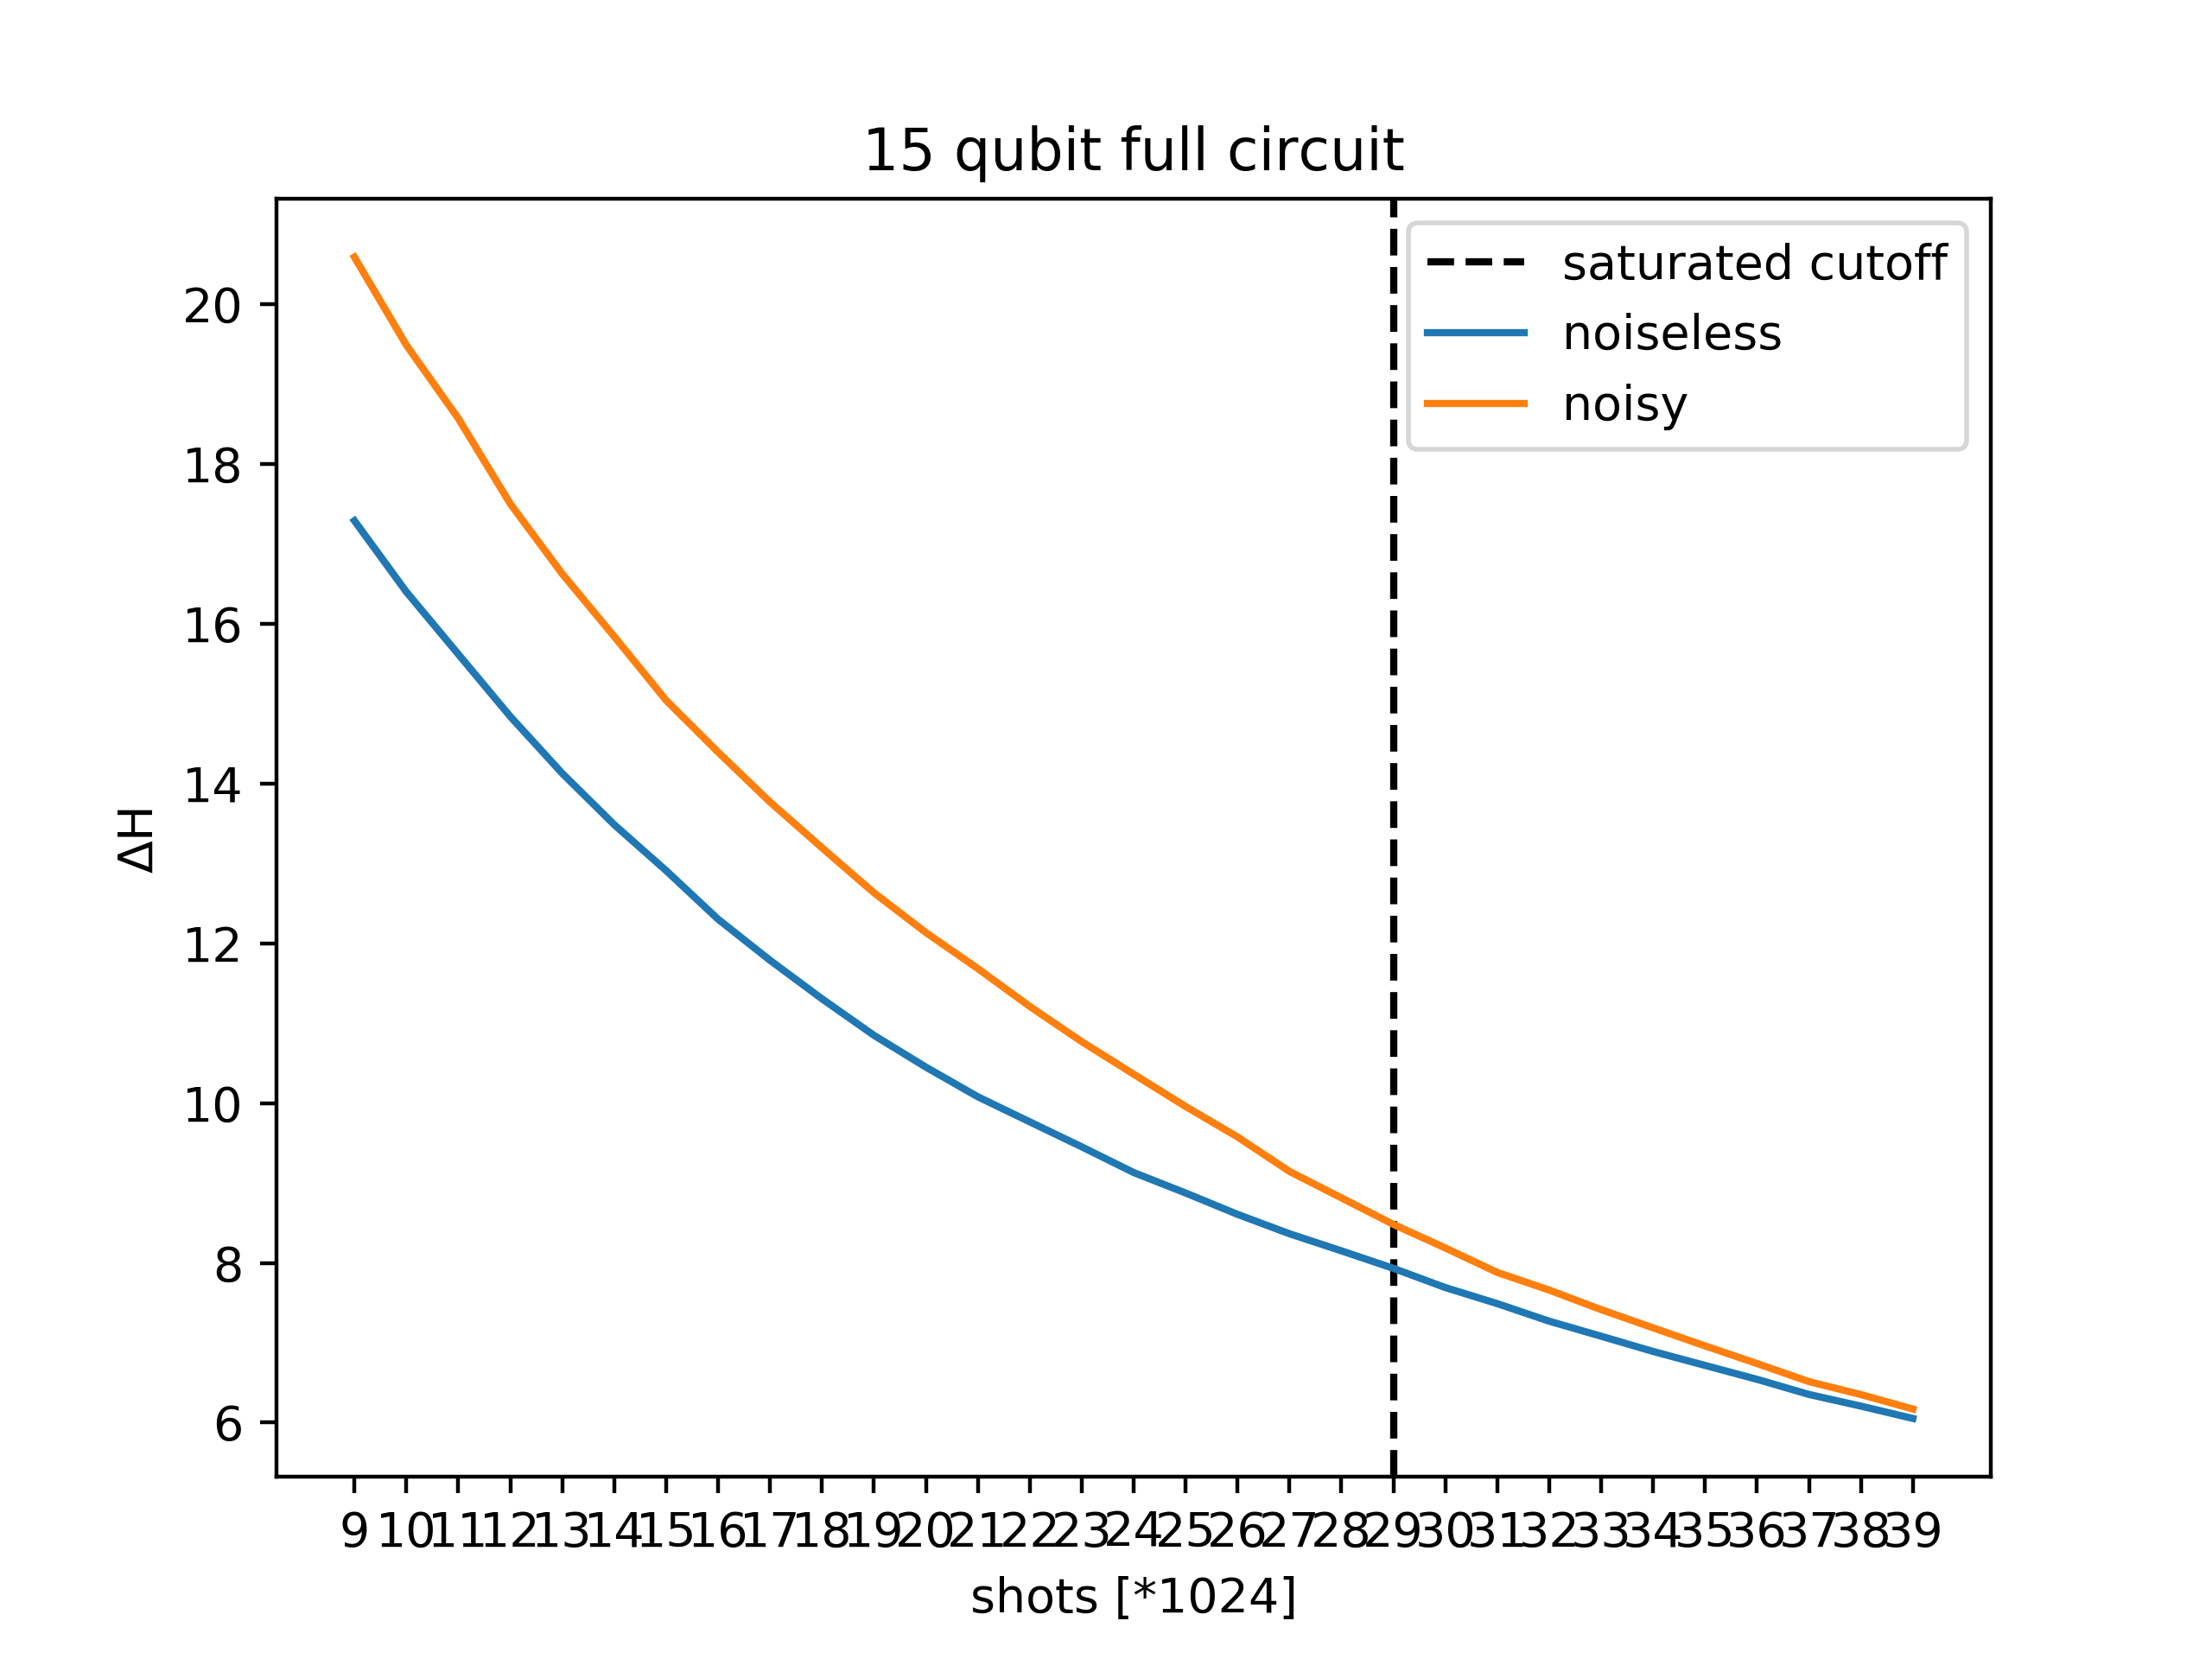 15 qubit full circuit
saturated cutoff
noiseless
noisy
20
18
16
14
12
10
8
6
ΔH
9 10 11 12 13 14 15 16 17 18 19 20 21 22 23 24 25 26 27 28 29 30 31 32 33 34 35 36 37 38 39
shots [*1024]